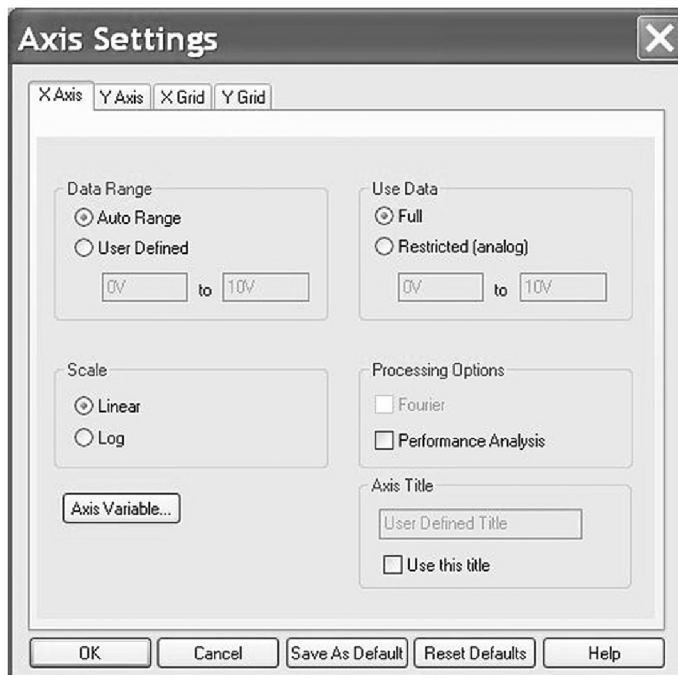 Axis Settings
X Axis Y Axis X Grid Y Grid
Data Range
Auto Range
User Defined
0V to 10V
Use Data
Full
Restricted (analog)
0V to 10V
Scale
Linear
Log
Processing Options
Fourier
Performance Analysis
Axis Variable...
Axis Title
User Defined Title
Use this title
OK Cancel Save As Default Reset Defaults Help